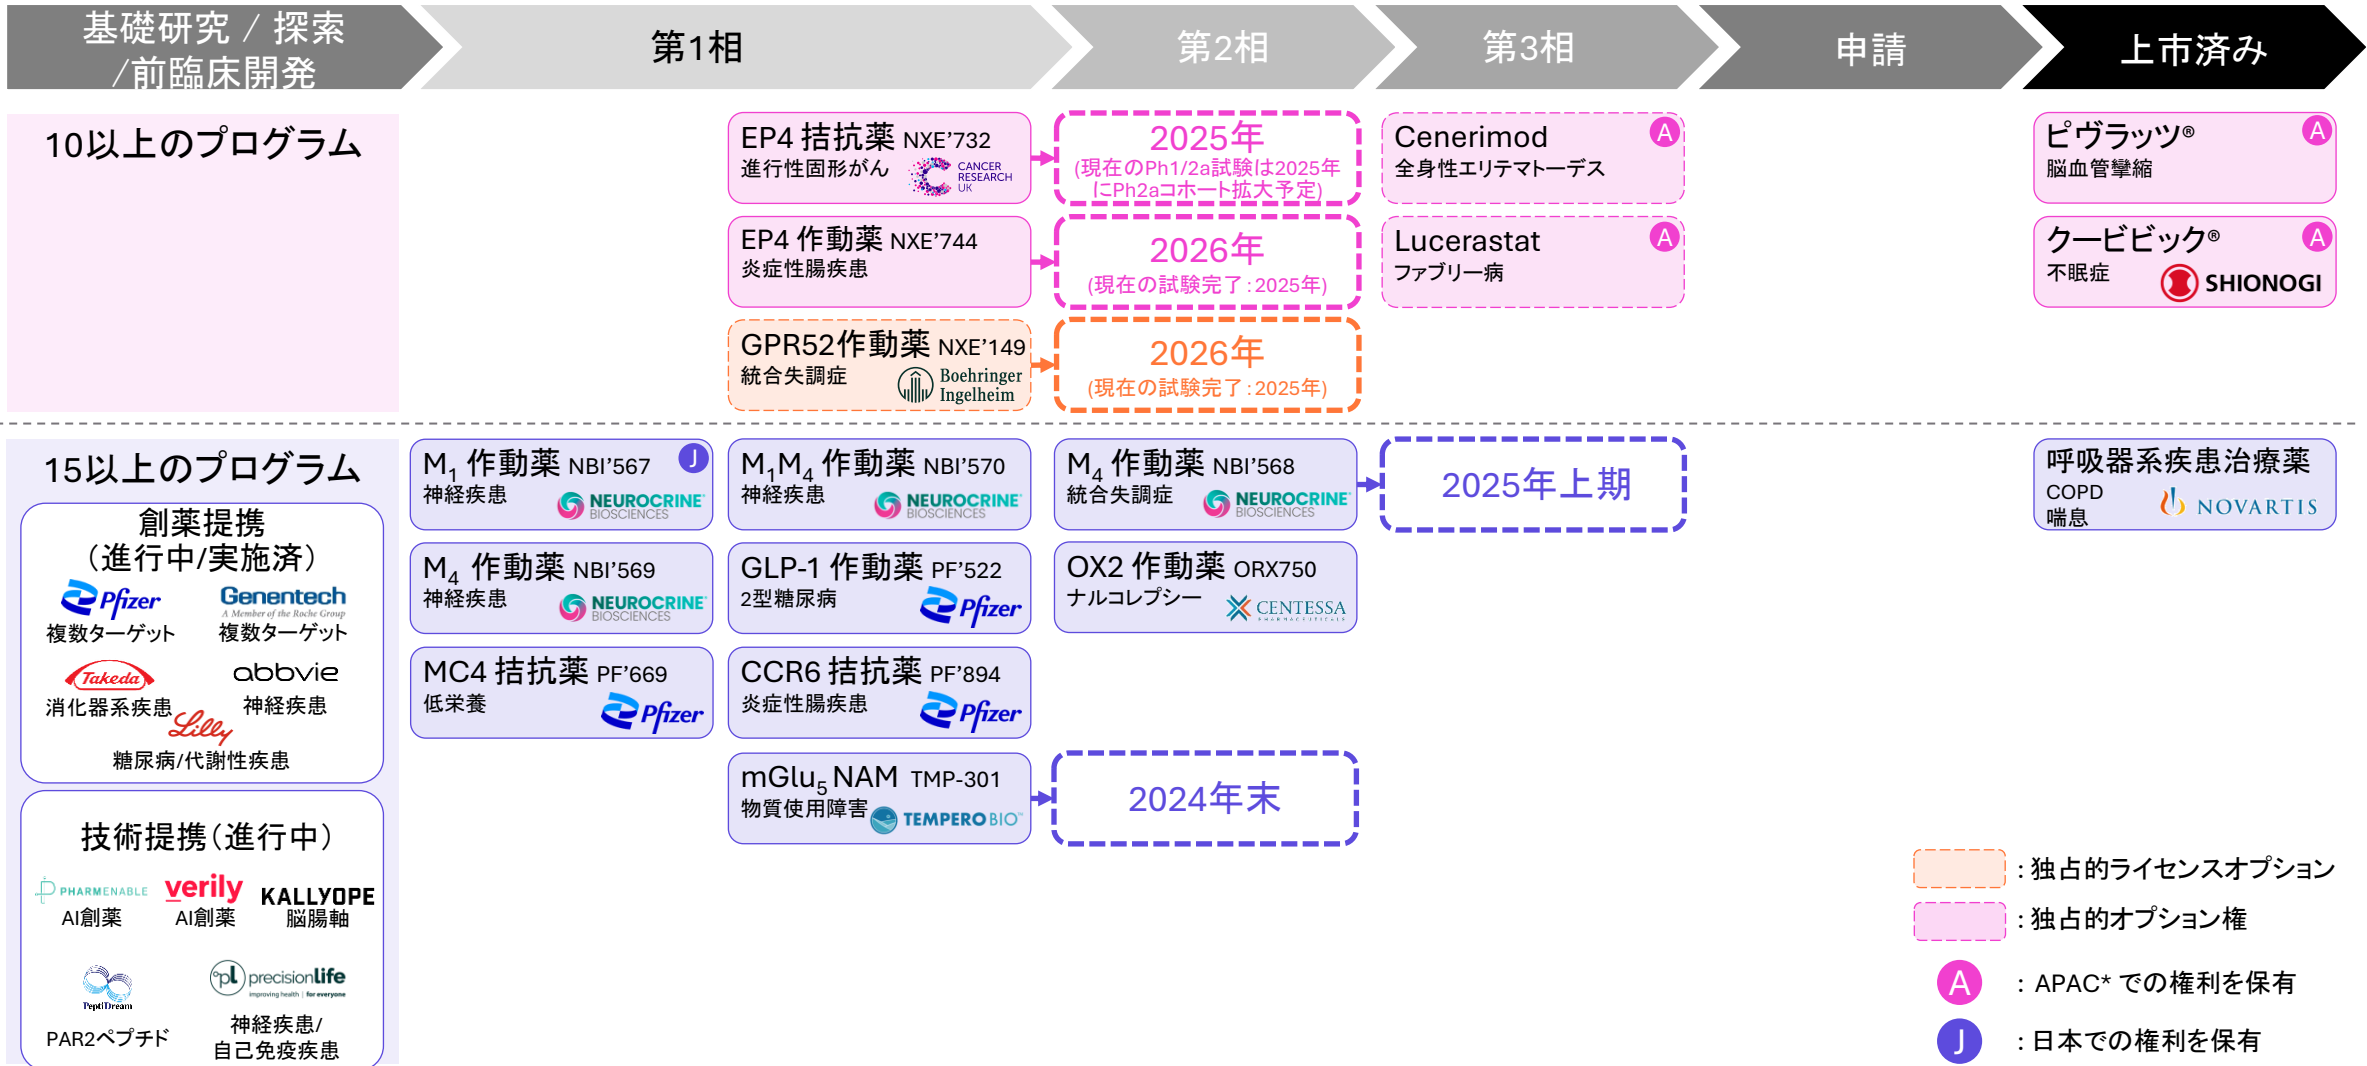 基礎研究 / 探索
/前臨床開発
第1相
第2相
第3相
申請
上市済み
10以上のプログラム
EP4 拮抗薬 NXE'732
進行性固形がん
CANCER
RESEARCH
UK
2025年
(現在のPh1/2a試験は2025年
にPh2aコホート拡大予定)
Cenerimod
A
全身性エリテマトーデス
ピヴラッツ®
A
脳血管攣縮
EP4 作動薬 NXE'744
炎症性腸疾患
2026年
(現在の試験完了:2025年)
Lucerastat
A
ファブリー病
クービビック®
A
不眠症
SHIONOGI
GPR52作動薬 NXE'149
統合失調症
Boehringer
Ingelheim
2026年
(現在の試験完了:2025年)
15以上のプログラム
創薬提携
(進行中/実施済)
Pfizer
複数ターゲット
Genentech
A Member of the Roche Group
複数ターゲット
Takeda
消化器系疾患
abbvie
神経疾患
Lilly
糖尿病/代謝性疾患
技術提携(進行中)
PHARMENABLE
AI創薬
verily
AI創薬
KALLYOPE
脳腸軸
PeptiDream
PAR2ペプチド
pl precisionlife
improving health | for everyone
神経疾患/
自己免疫疾患
M1 作動薬 NBI'567
J
神経疾患
NEUROCRINE
BIOSCIENCES
M1M4 作動薬 NBI'570
神経疾患
NEUROCRINE
BIOSCIENCES
M4 作動薬 NBI'568
統合失調症
NEUROCRINE
BIOSCIENCES
2025年上期
呼吸器系疾患治療薬
COPD
喘息
NOVARTIS
M4 作動薬 NBI'569
神経疾患
NEUROCRINE
BIOSCIENCES
GLP-1 作動薬 PF'522
2型糖尿病
Pfizer
OX2 作動薬 ORX750
ナルコレプシー
CENTESSA
PHARMACEUTICALS
MC4 拮抗薬 PF'669
低栄養
Pfizer
CCR6 拮抗薬 PF'894
炎症性腸疾患
Pfizer
mGlu5 NAM TMP-301
物質使用障害
TEMPERO BIO™
2024年末
: 独占的ライセンスオプション
: 独占的オプション権
A : APAC* での権利を保有
J : 日本での権利を保有